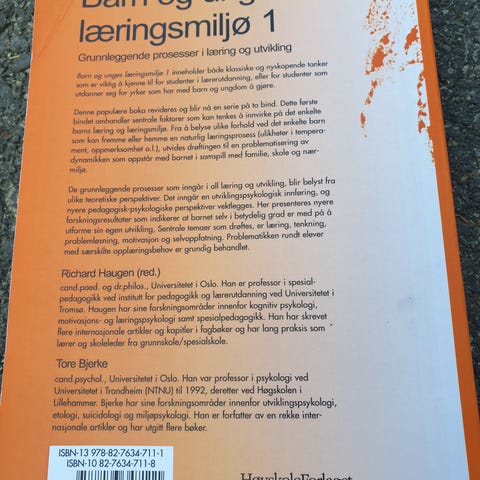 Barn og unges
læringsmiljø 1
Grunnleggende prosesser i læring og utvikling
Barn og unges læringsmiljø 1 inneholder både klassiske og nyskapende tanker
som er viktig å kjenne til for studenter i lærerutdanning, eller for studenter som
utdanner seg for yrker som har med barn og ungdom å gjøre.
Denne populære boka revideres og blir nå en serie på to bind. Dette første
bindet omhandler sentrale faktorer som kan tenkes å innvirke på det enkelte
barns læring og læringsmiljø. Fra å belyse ulike forhold ved det enkelte barn
som kan fremme eller hemme en naturlig læringsprosess (ulikheter i tempera-
ment, oppmerksomhet o.l.), utvides drøftingen til en problematisering av
dynamikken som oppstår med barnet i samspill med familie, skole og nær-
miljø.
De grunnleggende prosesser som inngår i all læring og utvikling, blir belyst fra
ulike teoretiske perspektiver. Det inngår en utviklingspsykologisk innføring, og
nyere pedagogisk-psykologiske perspektiver vektlegges. Her presenteres nyere
forskningsresultater som indikerer at barnet selv i betydelig grad er med på å
utforme sin egen utvikling, Sentrale temaer som drøftes, er læring, tenkning,
problemløsning, motivasjon og selvoppfatning. Problematikken rundt elever
med særskilte opplæringsbehov er grundig behandlet.
Richard Haugen (red.)
cand.paed. og dr.philos., Universitetet i Oslo. Han er professor i spesial-
pedagogikk ved institutt for pedagogikk og lærerutdanning ved Universitetet i
Tromsø. Haugen har sine forskningsområder innenfor kognitiv psykologi,
motivasjons- og læringspsykologi samt spesialpedagogikk. Han har skrevet
flere internasjonale artikler og kapitler i fagbøker og har lang praksis som
lærer og skoleleder fra grunnskole/spesialskole.
Tore Bjerke
cand.psychol., Universitetet i Oslo. Han var professor i psykologi ved
Universitetet i Trondheim (NTNU) til 1992, deretter ved Høgskolen i
Lillehammer. Bjerke har sine forskningsområder innenfor utviklingspsykologi,
etologi, suicidologi og miljøpsykologi. Han er forfatter av en rekke inter-
nasjonale artikler og har utgitt flere bøker.
ISBN-13 978-82-7634-711-1
ISBN-10 82-7634-711-8
HøyskoleForlaget